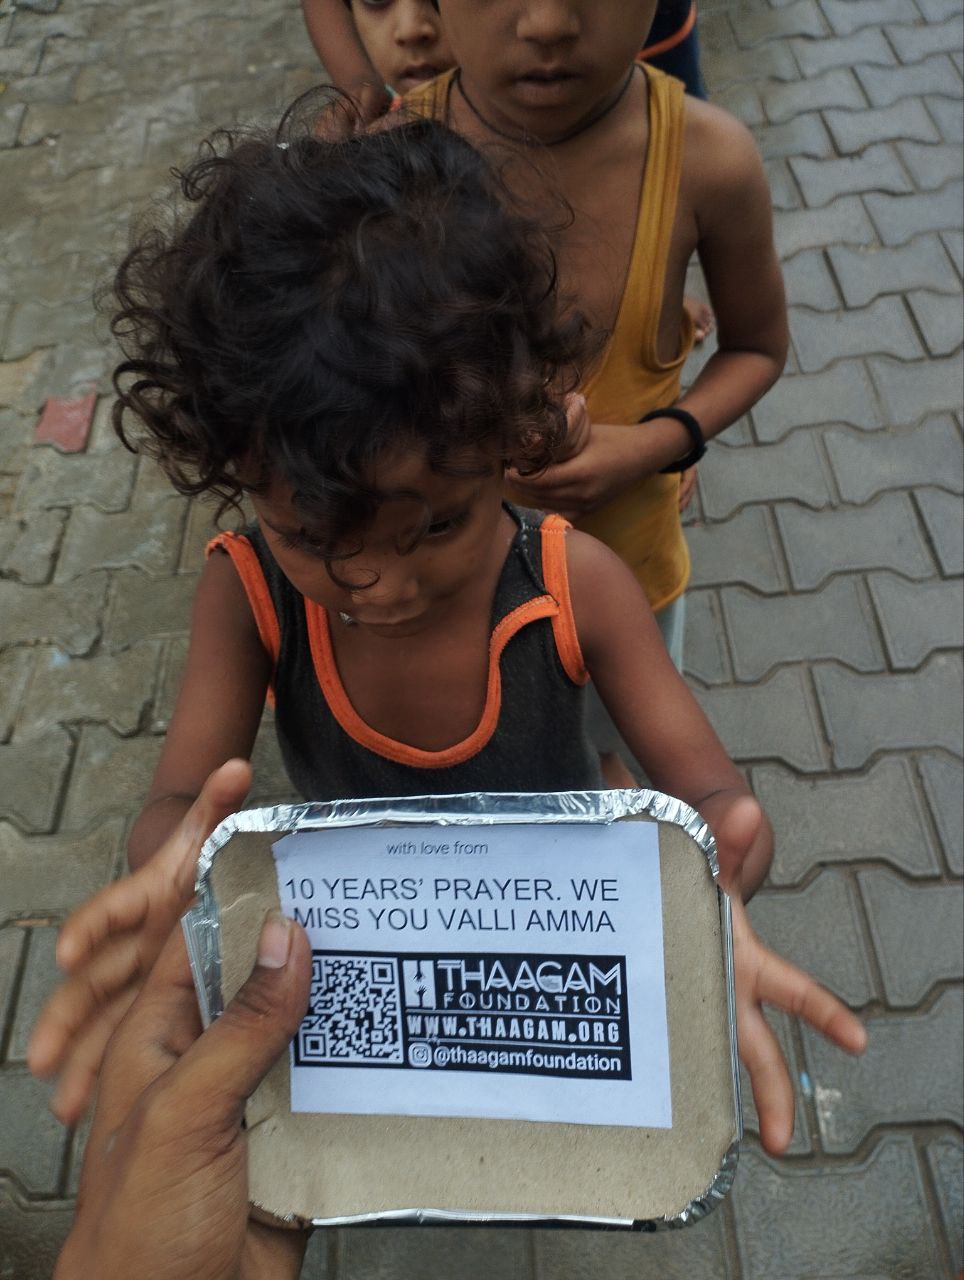 with love from
10 YEARS’ PRAYER. WE
MISS YOU VALLI AMMA
THAAGAM
FOUNDATION
WWW.THAAGAM.ORG
@thaagamfoundation